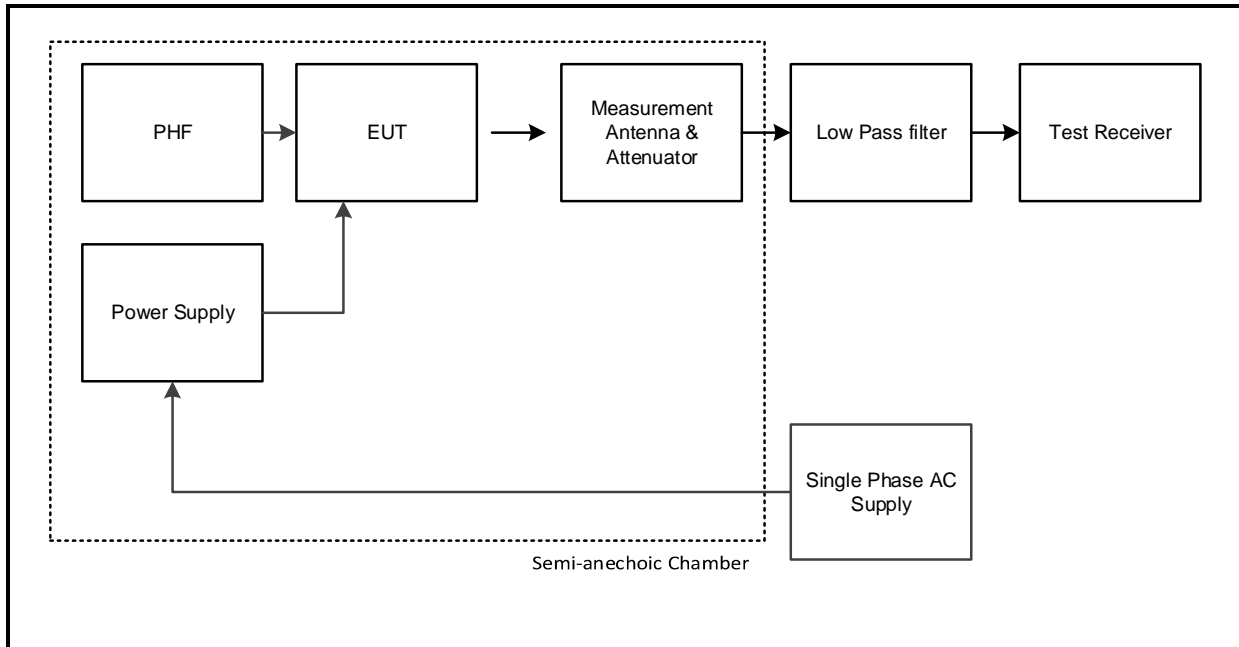 PHF
EUT
Measurement
Antenna &
Attenuator
Low Pass filter
Test Receiver
Power Supply
Single Phase AC
Supply
Semi-anechoic Chamber